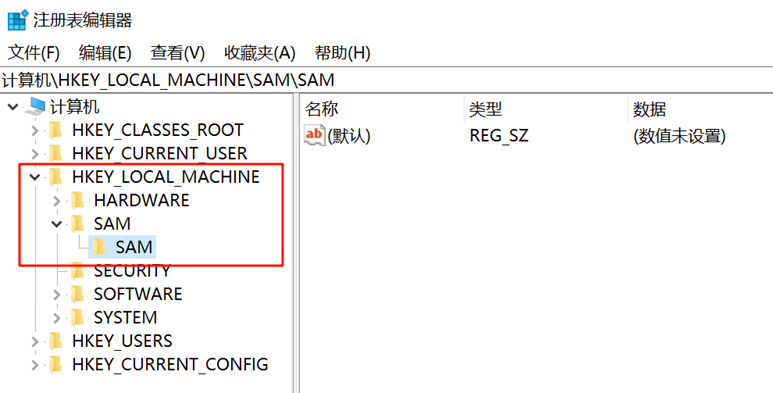 注册表编辑器
文件(F) 编辑(E) 查看(V) 收藏夹(A) 帮助(H)
计算机\HKEY_LOCAL_MACHINE\SAM\SAM
计算机
HKEY_CLASSES_ROOT
HKEY_CURRENT_USER
HKEY_LOCAL_MACHINE
HARDWARE
SAM
SAM
SECURITY
SOFTWARE
SYSTEM
HKEY_USERS
HKEY_CURRENT_CONFIG
名称 类型 数据
ab (默认) REG_SZ (数值未设置)